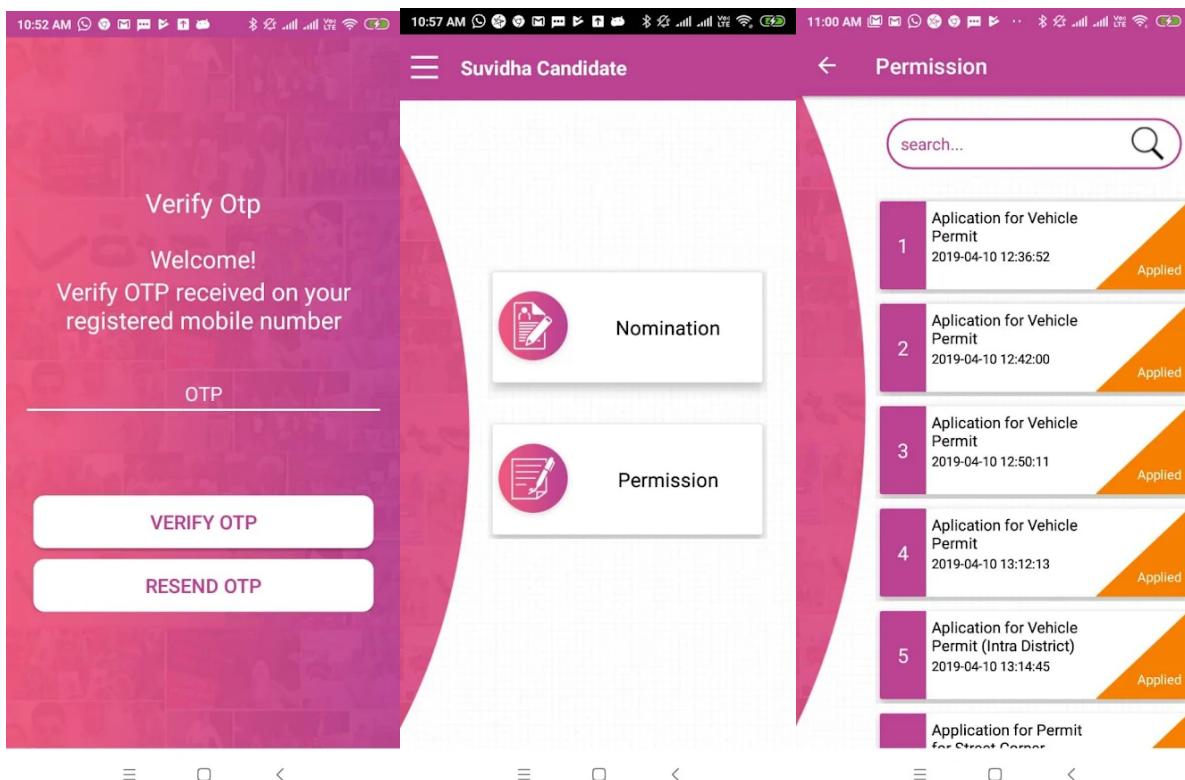 10:52 AM
Verify Otp
Welcome!
Verify OTP received on your
registered mobile number
OTP
VERIFY OTP
RESEND OTP
10:57 AM
Suvidha Candidate
Nomination
Permission
11:00 AM
Permission
search...
1
Aplication for Vehicle
Permit
2019-04-10 12:36:52
Applied
2
Aplication for Vehicle
Permit
2019-04-10 12:42:00
Applied
3
Aplication for Vehicle
Permit
2019-04-10 12:50:11
Applied
4
Aplication for Vehicle
Permit
2019-04-10 13:12:13
Applied
5
Aplication for Vehicle
Permit (Intra District)
2019-04-10 13:14:45
Applied
Application for Permit
for Street Corner